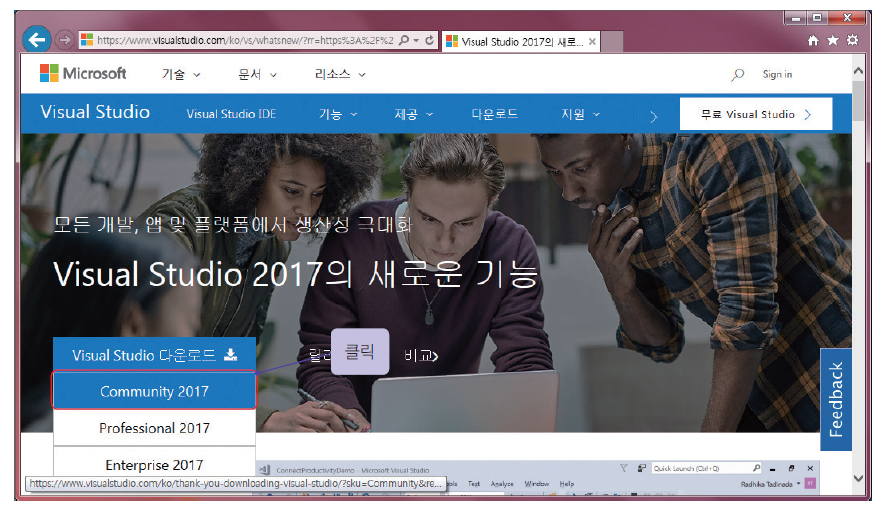 https://www.visualstudio.com/ko/vs/whatsnew/?rr=https%3A%2F%2
Visual Studio 2017의 새로...
Microsoft 기술 문서 리소스 Sign in
Visual Studio Visual Studio IDE 기능 제공 다운로드 지원 무료 Visual Studio
모든 개발, 앱 및 플랫폼에서 생산성 극대화
Visual Studio 2017의 새로운 기능
Visual Studio 다운로드 클릭 비교
Community 2017
Professional 2017
Enterprise 2017
Feedback
ConnectProductivityDemo - Microsoft Visual Studio Quick Launch (Ctrl+Q)
Test Analyze Window Help Radhika Tadinada
https://www.visualstudio.com/ko/thank-you-downloading-visual-studio/?sku=Community&re...